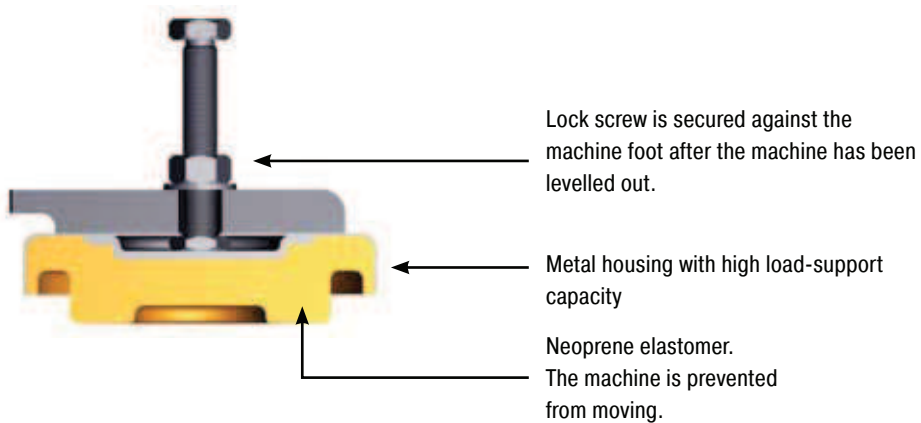 Lock screw is secured against the
machine foot after the machine has been
levelled out.
Metal housing with high load-support
capacity
Neoprene elastomer.
The machine is prevented
from moving.